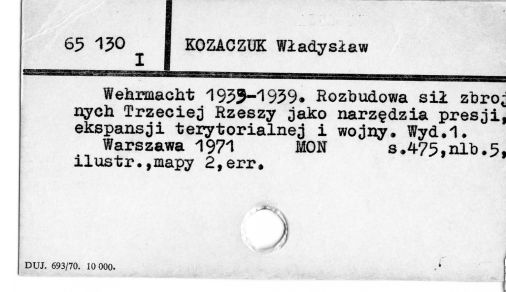 65 130
I
KOZACZUK Władysław
Wehrmacht 1933-1939. Rozbudowa sił zbroj
nych Trzeciej Rzeszy jako narzędzia presji,
ekspansji terytorialnej i wojny. Wyd.1.
Warszawa 1971 MON s.475,nlb.5,
ilustr.,mapy 2,err.
DUJ. 693/70. 10 000.